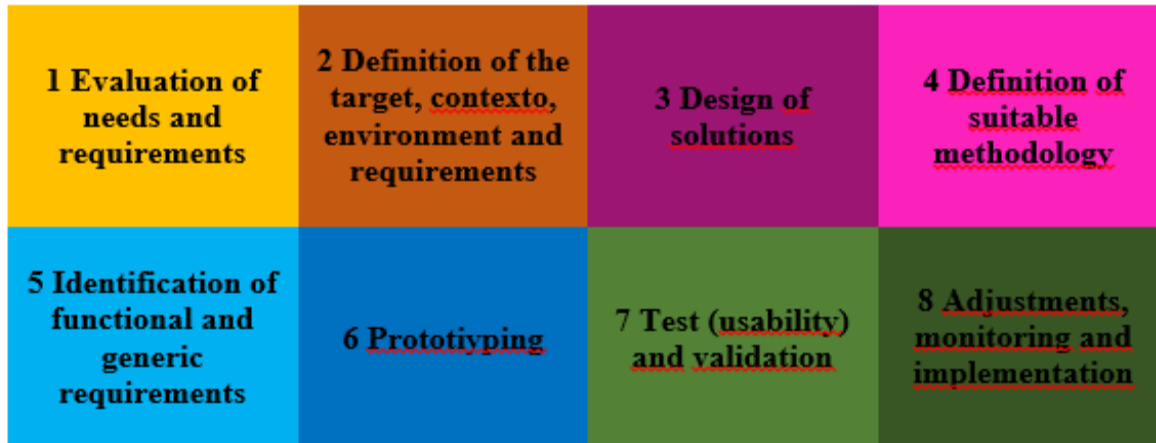 1 Evaluation of
needs and
requirements
2 Definition of the
target, contexto,
environment and
requirements
3 Design of
solutions
4 Definition of
suitable
methodology
5 Identification of
functional and
generic
requirements
6 Prototiyping
7 Test (usability)
and validation
8 Adjustments,
monitoring and
implementation